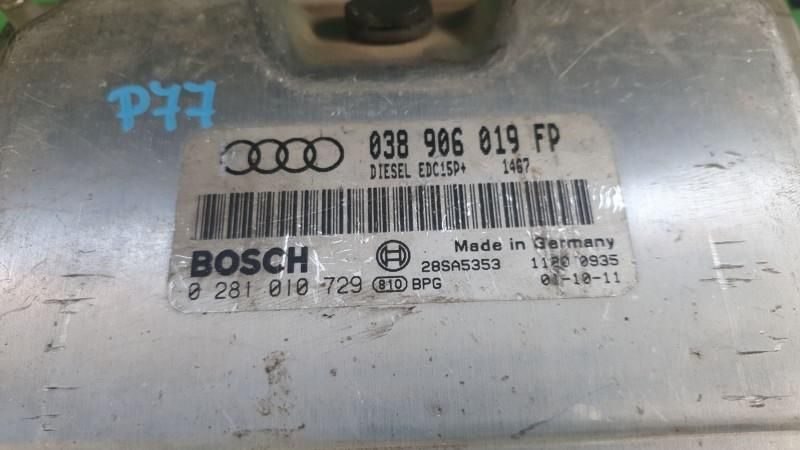 P77
038 906 019 FP
DIESEL EDC15P+ 1467
BOSCH
Made in Germany
28SA5353 1120 0935
0 281 010 729 810 BPG 01-10-11